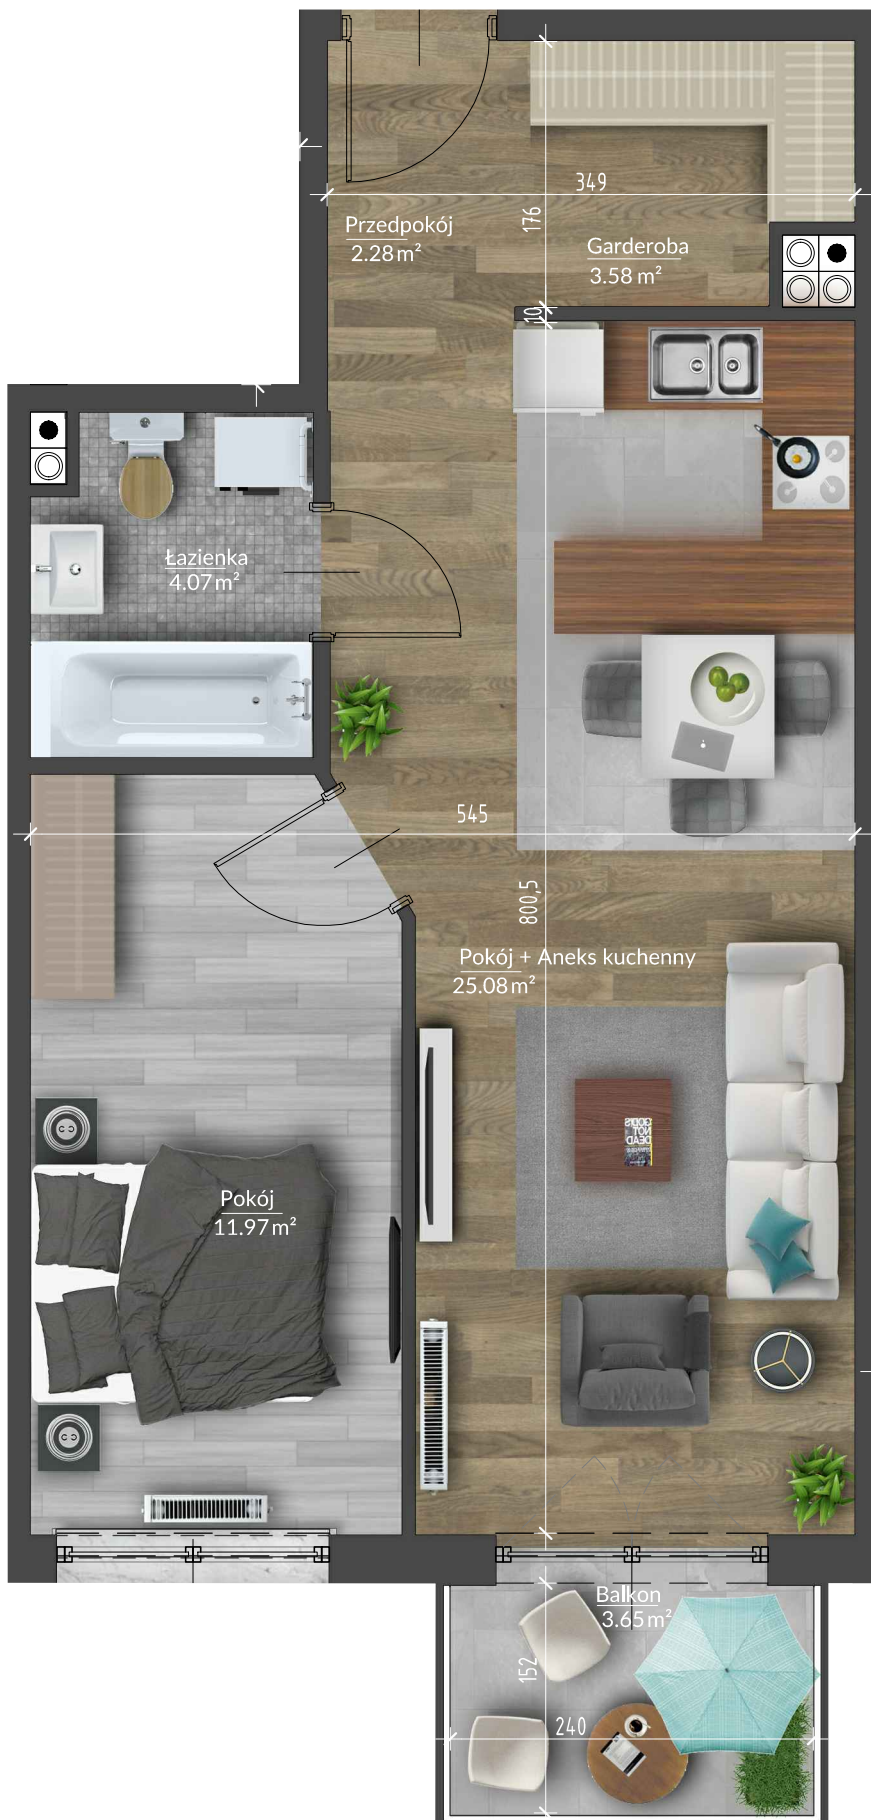 349
176
Przedpokój
2.28 m²
Garderoba
3.58 m²
10
Łazienka
4.07 m²
545
800,5
Pokój + Aneks kuchenny
25.08 m²
GOD'S
NOT
DEAD
Pokój
11.97 m²
Balkon
3.65 m²
152
240